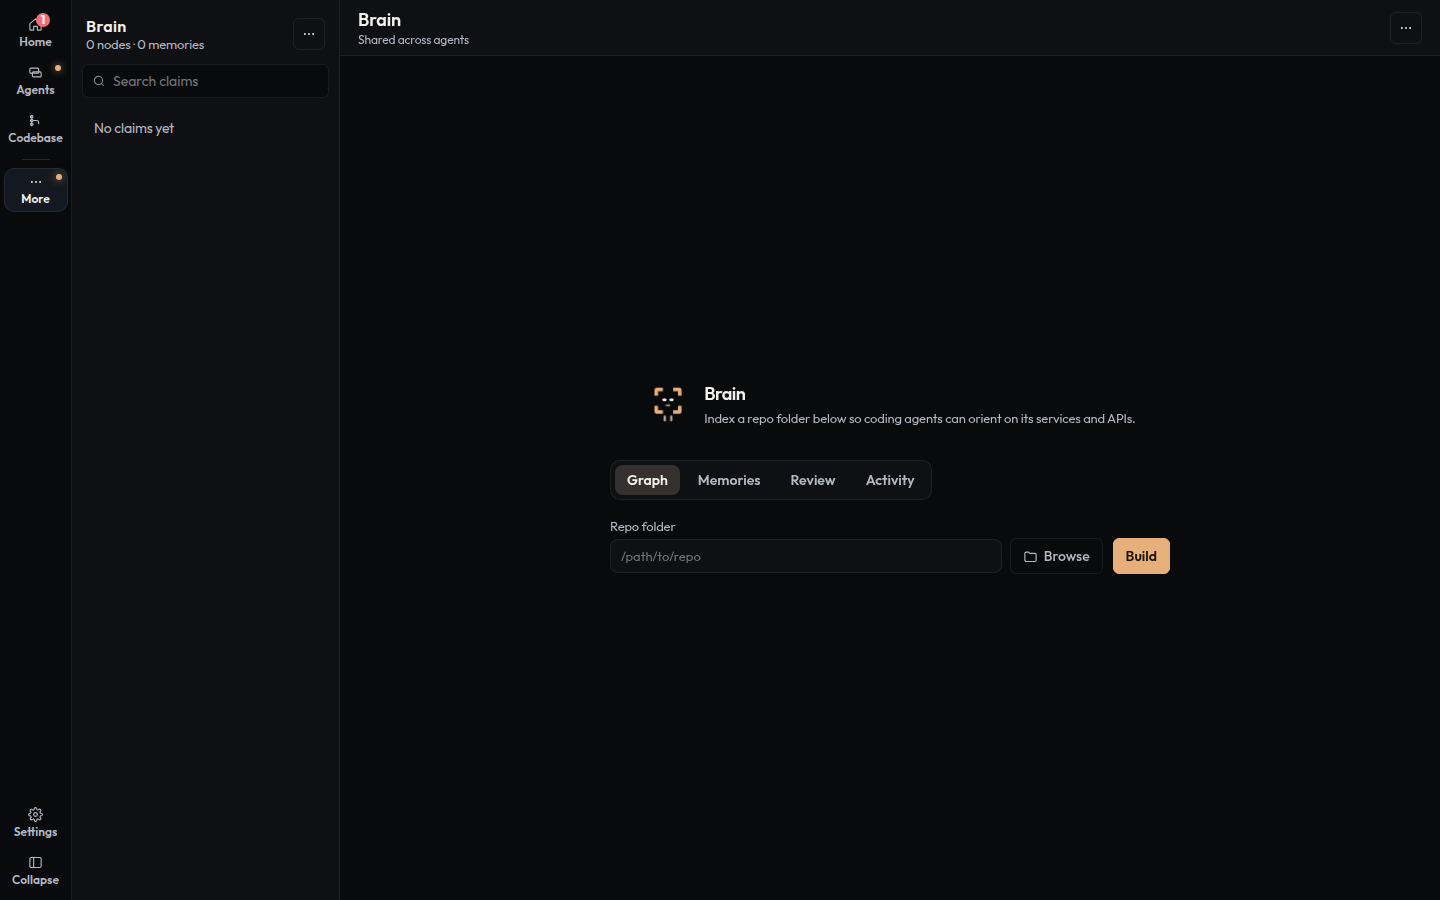 1
Home
Agents
Codebase
More
Settings
Collapse
Brain
0 nodes · 0 memories
Search claims
No claims yet
Brain
Shared across agents
Brain
Index a repo folder below so coding agents can orient on its services and APIs.
Graph Memories Review Activity
Repo folder
/path/to/repo Browse Build